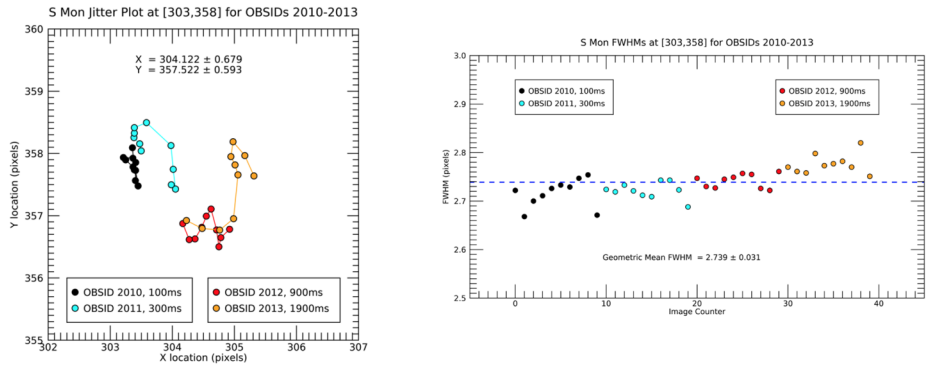 S Mon Jitter Plot at [303,358] for OBSIDs 2010-2013
360
359
358
357
356
355
X = 304.122 ± 0.679
Y = 357.522 ± 0.593
Y location (pixels)
OBSID 2010, 100ms
OBSID 2011, 300ms
OBSID 2012, 900ms
OBSID 2013, 1900ms
302 303 304 305 306 307
X location (pixels)
S Mon FWHMs at [303,358] for OBSIDs 2010-2013
3.0
2.9
2.8
2.7
2.6
2.5
FWHM (pixels)
OBSID 2010, 100ms
OBSID 2011, 300ms
OBSID 2012, 900ms
OBSID 2013, 1900ms
Geometric Mean FWHM = 2.739 ± 0.031
0 10 20 30 40
Image Counter